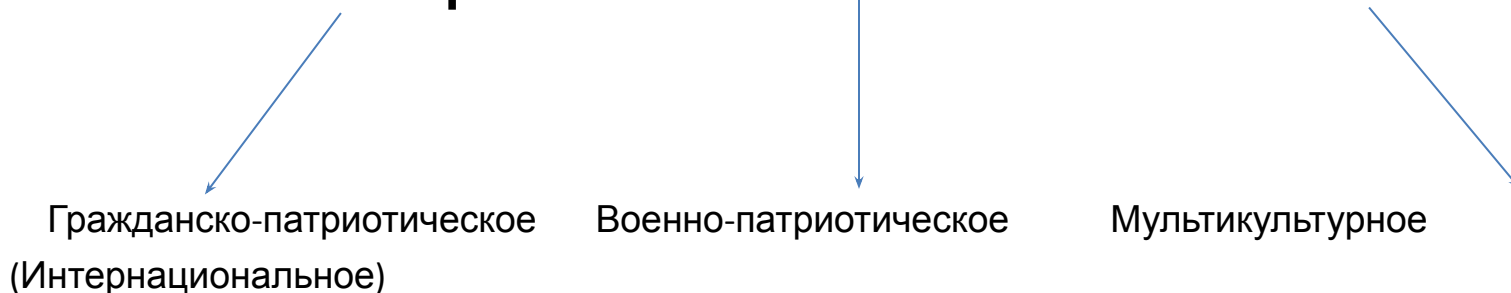 Гражданско-патриотическое Военно-патриотическое Мультикультурное
(Интернациональное)